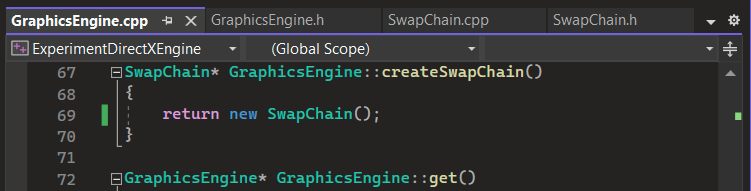 GraphicsEngine.cpp GraphicsEngine.h SwapChain.cpp SwapChain.h
ExperimentDirectXEngine (Global Scope)
67 SwapChain* GraphicsEngine::createSwapChain()
68 {
69 return new SwapChain();
70 }
71
72 GraphicsEngine* GraphicsEngine::get()